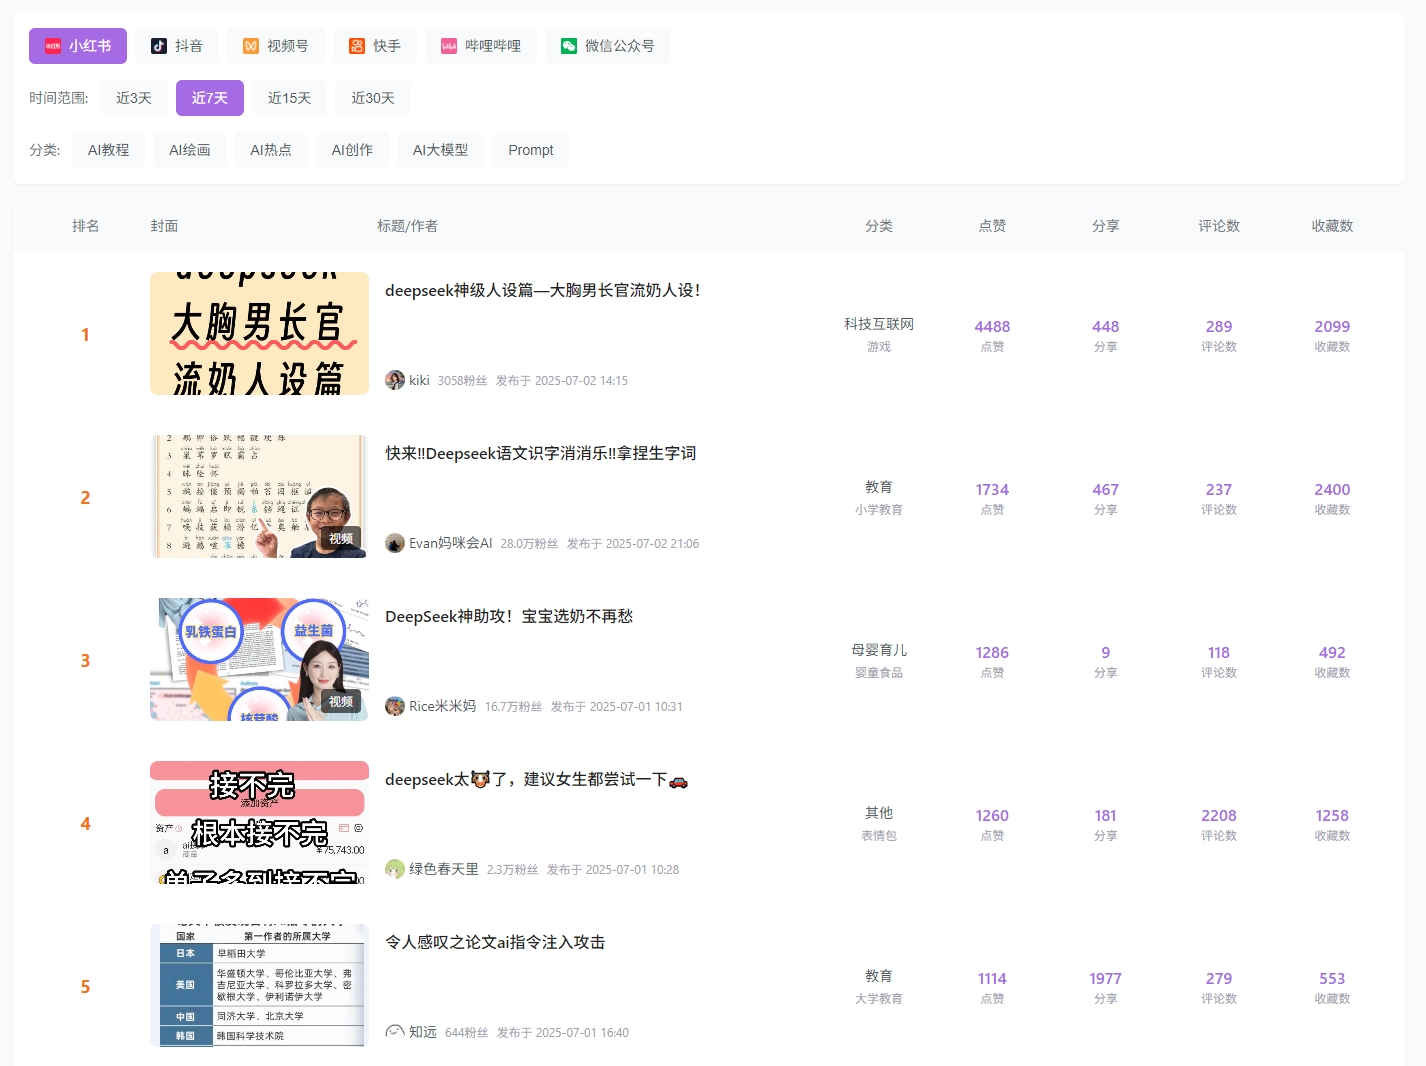 小红书 抖音 视频号 快手 哔哩哔哩 微信公众号
时间范围: 近3天 近7天 近15天 近30天
分类: AI教程 AI绘画 AI热点 AI创作 AI大模型 Prompt
排名 封面 标题/作者 分类 点赞 分享 评论数 收藏数
1
deepseek
大胸男长官
流奶人设篇
deepseek神级人设篇—大胸男长官流奶人设！
kiki 3058粉丝 发布于 2025-07-02 14:15
科技互联网 4488 448 289 2099
游戏 点赞 分享 评论数 收藏数
2
视频
快来!!Deepseek语文识字消消乐!!拿捏生字词
Evan妈咪会AI 28.0万粉丝 发布于 2025-07-02 21:06
教育 1734 467 237 2400
小学教育 点赞 分享 评论数 收藏数
3
乳铁蛋白
益生菌
核苷酸
视频
DeepSeek神助攻！宝宝选奶不再愁
Rice米米妈 16.7万粉丝 发布于 2025-07-01 10:31
母婴育儿 1286 9 118 492
婴童食品 点赞 分享 评论数 收藏数
4
接不完
添加资产
资产
根本接不完
a
¥75,743.00
单子多到接不完
deepseek太🐮了，建议女生都尝试一下🚗
绿色春天里 2.3万粉丝 发布于 2025-07-01 10:28
其他 1260 181 2208 1258
表情包 点赞 分享 评论数 收藏数
5
国家 第一作者的所属大学
日本 早稻田大学
美国 华盛顿大学、哥伦比亚大学、弗
吉尼亚大学、科罗拉多大学、密
歇根大学、伊利诺伊大学
中国 同济大学、北京大学
韩国 韩国科学技术院
令人感叹之论文ai指令注入攻击
知远 644粉丝 发布于 2025-07-01 16:40
教育 1114 1977 279 553
大学教育 点赞 分享 评论数 收藏数